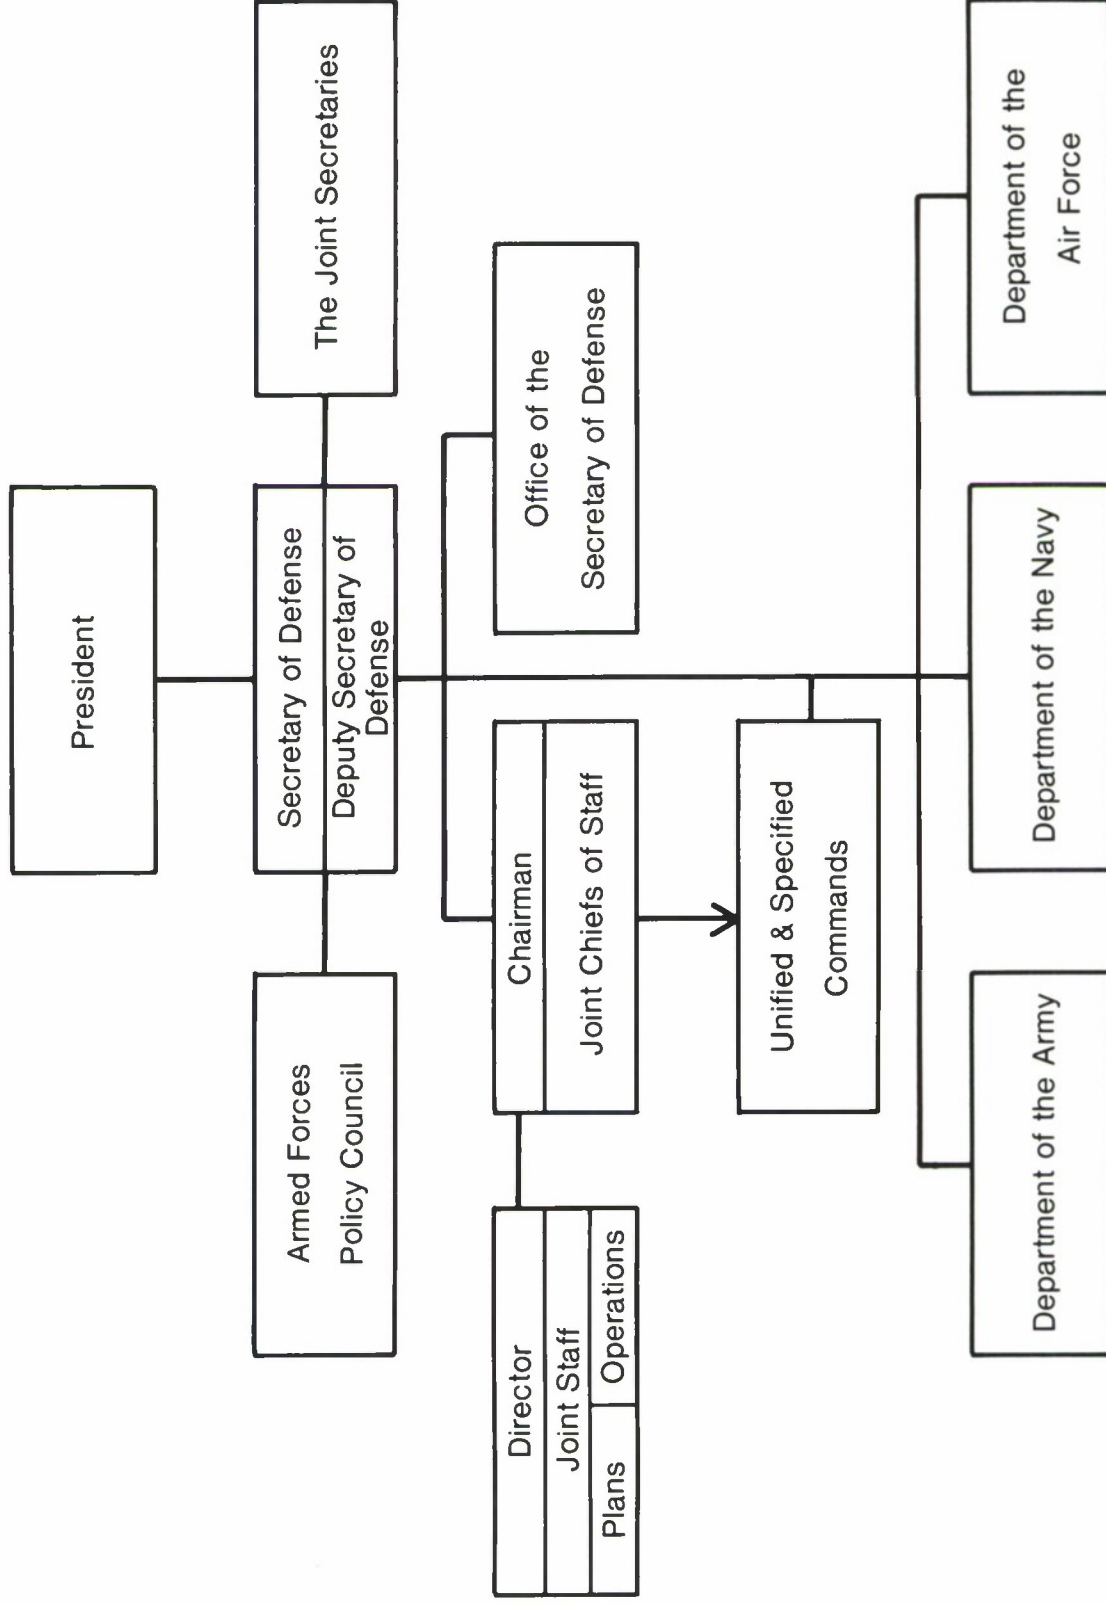 President
Armed Forces
Policy Council
Secretary of Defense
Deputy Secretary of
Defense
The Joint Secretaries
Director
Joint Staff
Plans
Operations
Chairman
Joint Chiefs of Staff
Office of the
Secretary of Defense
Unified & Specified
Commands
Department of the Army
Department of the Navy
Department of the
Air Force